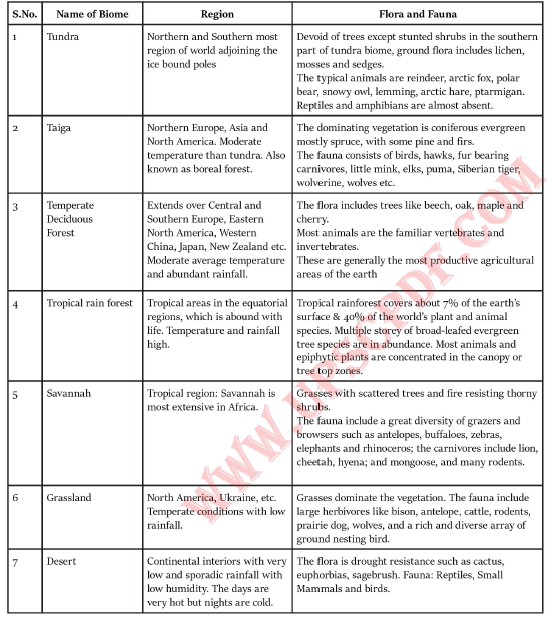 S.No. Name of Biome Region Flora and Fauna
1 Tundra
Northern and Southern most
region of world adjoining the
ice bound poles
Devoid of trees except stunted shrubs in the southern
part of tundra biome, ground flora includes lichen,
mosses and sedges.
The typical animals are reindeer, arctic fox, polar
bear, snowy owl, lemming, arctic hare, ptarmigan.
Reptiles and amphibians are almost absent.
2 Taiga
Northern Europe, Asia and
North America. Moderate
temperature than tundra. Also
known as boreal forest.
The dominating vegetation is coniferous evergreen
mostly spruce, with some pine and firs.
The fauna consists of birds, hawks, fur bearing
carnivores, little mink, elks, puma, Siberian tiger,
wolverine, wolves etc.
3 Temperate
Deciduous
Forest
Extends over Central and
Southern Europe, Eastern
North America, Western
China, Japan, New Zealand etc.
Moderate average temperature
and abundant rainfall.
The flora includes trees like beech, oak, maple and
cherry.
Most animals are the familiar vertebrates and
invertebrates.
These are generally the most productive agricultural
areas of the earth
4 Tropical rain forest
Tropical areas in the equatorial
regions, which is abound with
life. Temperature and rainfall
high.
Tropical rainforest covers about 7% of the earth's
surface & 40% of the world's plant and animal
species. Multiple storey of broad-leafed evergreen
tree species are in abundance. Most animals and
epiphytic plants are concentrated in the canopy or
tree top zones.
5 Savannah
Tropical region: Savannah is
most extensive in Africa.
Grasses with scattered trees and fire resisting thorny
shrubs.
The fauna include a great diversity of grazers and
browsers such as antelopes, buffaloes, zebras,
elephants and rhinoceros; the carnivores include lion,
cheetah, hyena; and mongoose, and many rodents.
6 Grassland
North America, Ukraine, etc.
Temperate conditions with low
rainfall.
Grasses dominate the vegetation. The fauna include
large herbivores like bison, antelope, cattle, rodents,
prairie dog, wolves, and a rich and diverse array of
ground nesting bird.
7 Desert
Continental interiors with very
low and sporadic rainfall with
low humidity. The days are
very hot but nights are cold.
The flora is drought resistance such as cactus,
euphorbias, sagebrush. Fauna: Reptiles, Small
Mammals and birds.
WWW.UPSCPDF.COM